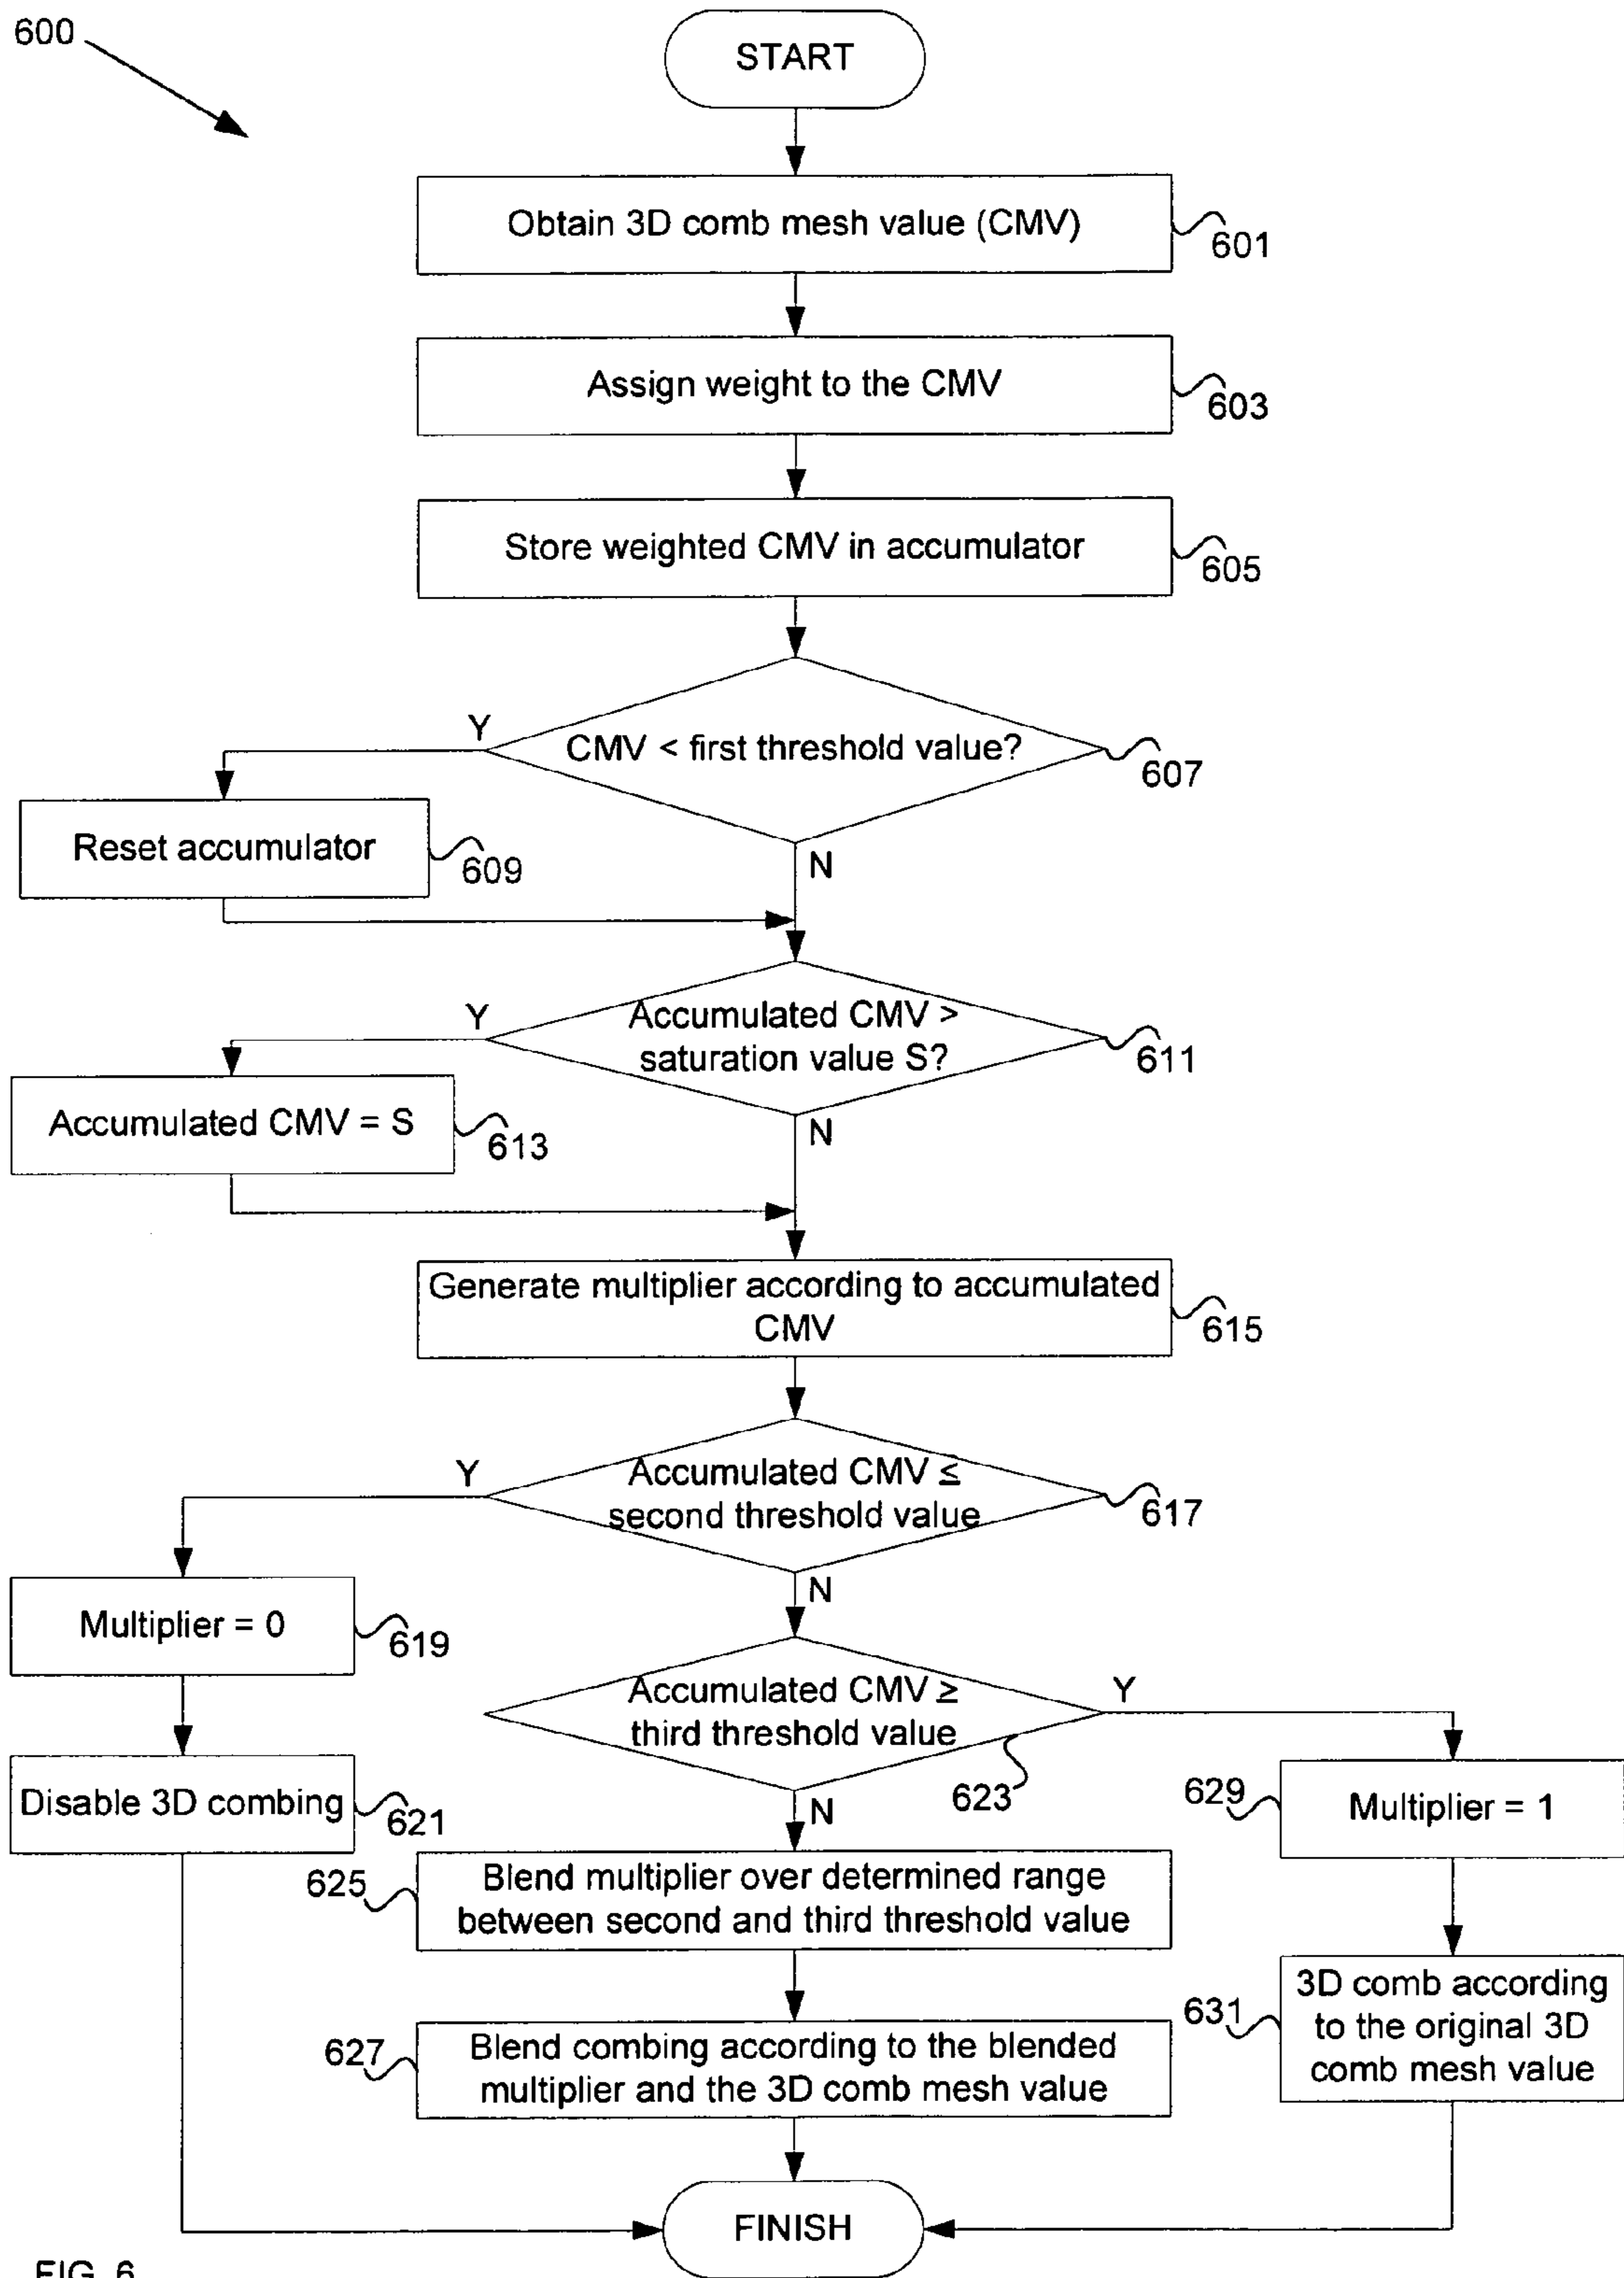 600
START
Obtain 3D comb mesh value (CMV)
601
Assign weight to the CMV
603
Store weighted CMV in accumulator
605
Y
CMV < first threshold value?
607
Reset accumulator
609
N
Y
Accumulated CMV >
saturation value S?
611
Accumulated CMV = S
613
N
Generate multiplier according to accumulated
CMV
615
Y
Accumulated CMV ≤
second threshold value
617
N
Multiplier = 0
619
Accumulated CMV ≥
third threshold value
Y
623
N
Disable 3D combing
621
629
Multiplier = 1
625
Blend multiplier over determined range
between second and third threshold value
627
Blend combing according to the blended
multiplier and the 3D comb mesh value
631
3D comb according
to the original 3D
comb mesh value
FINISH
FIG. 6